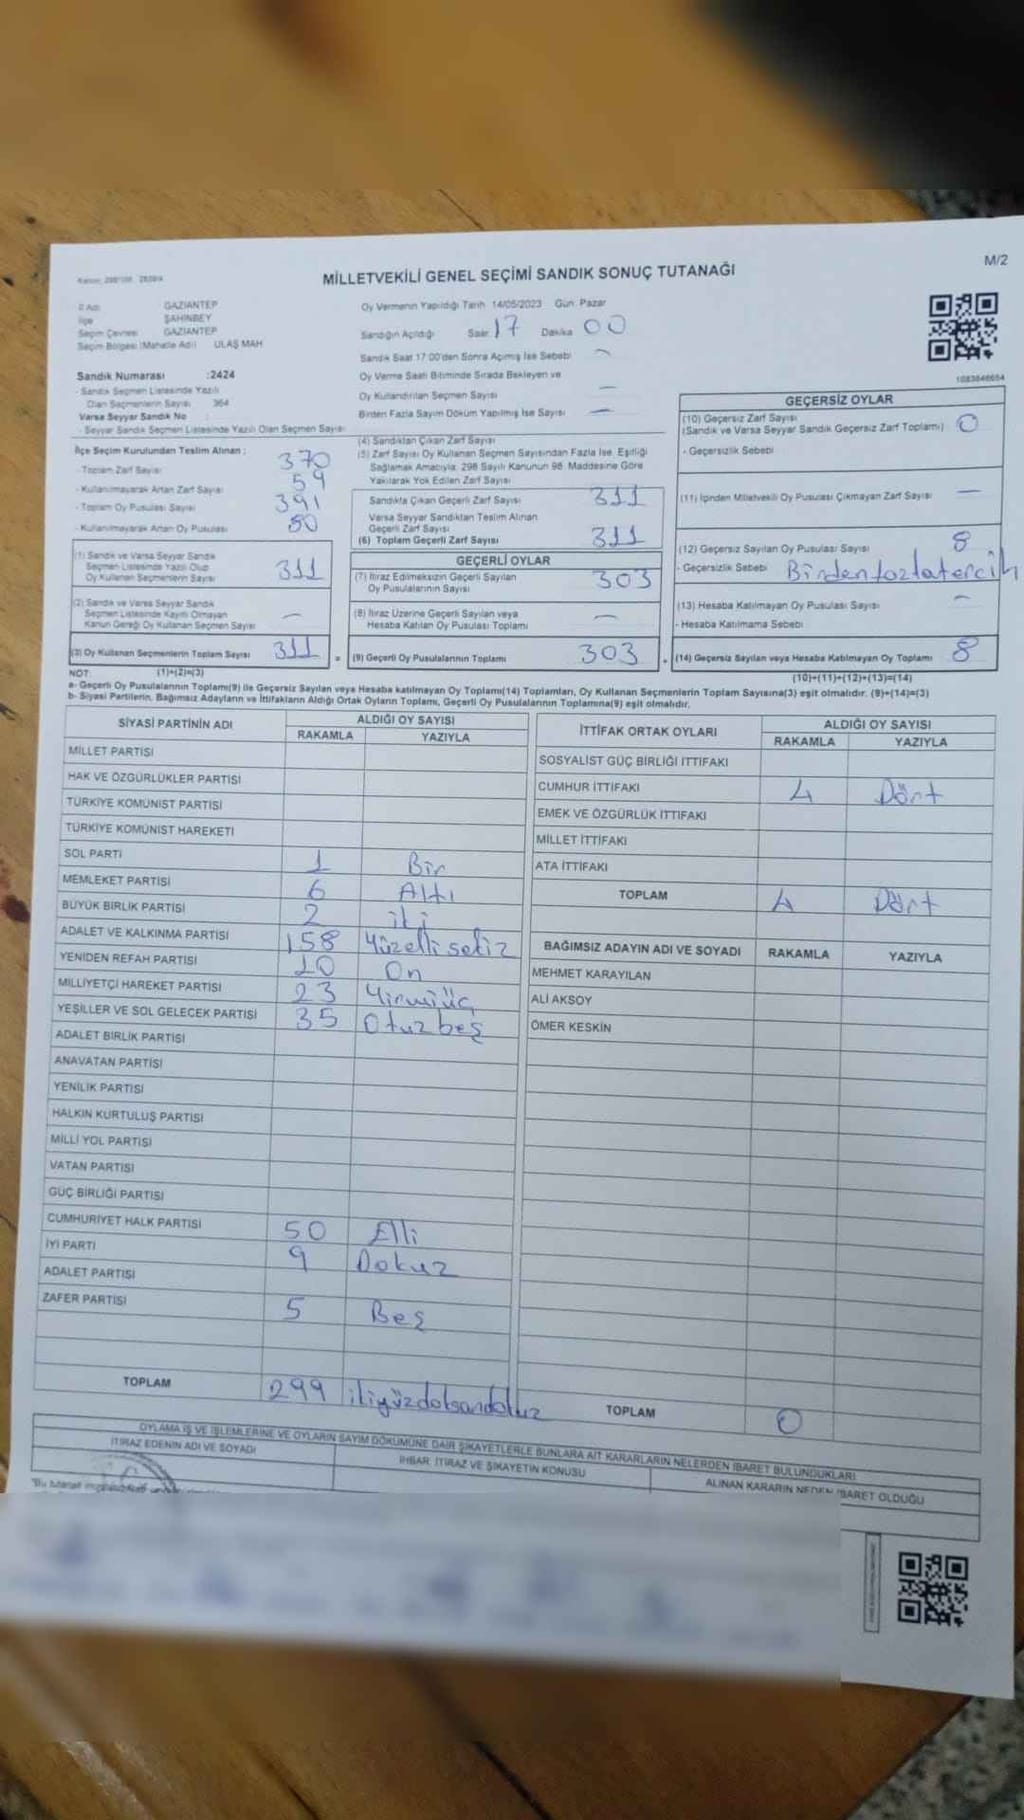 MİLLETVEKİLİ GENEL SEÇİMİ SANDIK SONUÇ TUTANAĞI
M/2
İl Adı GAZİANTEP
İlçe ŞAHİNBEY
Seçim Çevresi GAZİANTEP
Seçim Bölgesi (Mahalle Adı) ULAŞ MAH
Sandık Numarası :2424
- Sandık Seçmen Listesinde Yazılı
Olan Seçmenlerin Sayısı 364
Varsa Seyyar Sandık No
- Seyyar Sandık Seçmen Listesinde Yazılı Olan Seçmen Sayısı
Oy Vermenin Yapıldığı Tarih 14/05/2023 Gün: Pazar
Sandığın Açıldığı Saat 17 Dakika 00
Sandık Saat 17:00'den Sonra Açılmış İse Sebebi —
Oy Verme Saati Bitiminde Sırada Bekleyen ve
Oy Kullandırılan Seçmen Sayısı —
Birden Fazla Sayım Döküm Yapılmış İse Sayısı —
1083646654
İlçe Seçim Kurulundan Teslim Alınan :
- Toplam Zarf Sayısı 370
- Kullanılmayarak Artan Zarf Sayısı 59
- Toplam Oy Pusulası Sayısı 391
- Kullanılmayarak Artan Oy Pusulası 80
(1) Sandık ve Varsa Seyyar Sandık
Seçmen Listesinde Yazılı Olup
Oy Kullanan Seçmenlerin Sayısı 311
(2) Sandık ve Varsa Seyyar Sandık
Seçmen Listesinde Kayıtlı Olmayan
Kanun Gereği Oy Kullanan Seçmen Sayısı —
(3) Oy Kullanan Seçmenlerin Toplam Sayısı 311 =
(4) Sandıktan Çıkan Zarf Sayısı
(5) Zarf Sayısı Oy Kullanan Seçmen Sayısından Fazla İse, Eşitliği
Sağlamak Amacıyla: 298 Sayılı Kanunun 98. Maddesine Göre
Yakılarak Yok Edilen Zarf Sayısı
Sandıkta Çıkan Geçerli Zarf Sayısı 311
Varsa Seyyar Sandıktan Teslim Alınan
Geçerli Zarf Sayısı
(6) Toplam Geçerli Zarf Sayısı 311
GEÇERLİ OYLAR
(7) İtiraz Edilmeksizin Geçerli Sayılan
Oy Pusulalarının Sayısı 303
(8) İtiraz Üzerine Geçerli Sayılan veya
Hesaba Katılan Oy Pusulası Toplamı —
(9) Geçerli Oy Pusulalarının Toplamı 303 +
GEÇERSİZ OYLAR
(10) Geçersiz Zarf Sayısı
(Sandık ve Varsa Seyyar Sandık Geçersiz Zarf Toplamı) 0
- Geçersizlik Sebebi
(11) İçinden Milletvekili Oy Pusulası Çıkmayan Zarf Sayısı —
(12) Geçersiz Sayılan Oy Pusulası Sayısı 8
- Geçersizlik Sebebi Birden fazla tercih
(13) Hesaba Katılmayan Oy Pusulası Sayısı —
- Hesaba Katılmama Sebebi
(14) Geçersiz Sayılan veya Hesaba Katılmayan Oy Toplamı 8
NOT: (1)+(2)=(3)
(10)+(11)+(12)+(13)=(14)
a- Geçerli Oy Pusulalarının Toplamı(9) ile Geçersiz Sayılan veya Hesaba katılmayan Oy Toplamı(14) Toplamları, Oy Kullanan Seçmenlerin Toplam Sayısına(3) eşit olmalıdır. (9)+(14)=(3)
b- Siyasi Partilerin, Bağımsız Adayların ve İttifakların Aldığı Ortak Oyların Toplamı, Geçerli Oy Pusulalarının Toplamına(9) eşit olmalıdır.
SİYASİ PARTİNİN ADI
ALDIĞI OY SAYISI
RAKAMLA YAZIYLA
MİLLET PARTİSİ
HAK VE ÖZGÜRLÜKLER PARTİSİ
TÜRKİYE KOMÜNİST PARTİSİ
TÜRKİYE KOMÜNİST HAREKETİ
SOL PARTİ 1 Bir
MEMLEKET PARTİSİ 6 Altı
BÜYÜK BİRLİK PARTİSİ 2 iki
ADALET VE KALKINMA PARTİSİ 158 Yüzellisekiz
YENİDEN REFAH PARTİSİ 10 On
MİLLİYETÇİ HAREKET PARTİSİ 23 Yirmiüç
YEŞİLLER VE SOL GELECEK PARTİSİ 35 Otuzbeş
ADALET BİRLİK PARTİSİ
ANAVATAN PARTİSİ
YENİLİK PARTİSİ
HALKIN KURTULUŞ PARTİSİ
MİLLİ YOL PARTİSİ
VATAN PARTİSİ
GÜÇ BİRLİĞİ PARTİSİ
CUMHURİYET HALK PARTİSİ 50 Elli
İYİ PARTİ 9 Dokuz
ADALET PARTİSİ
ZAFER PARTİSİ 5 Beş
TOPLAM 299 ikiyüzdoksandokuz
İTTİFAK ORTAK OYLARI
ALDIĞI OY SAYISI
RAKAMLA YAZIYLA
SOSYALİST GÜÇ BİRLİĞİ İTTİFAKI
CUMHUR İTTİFAKI 4 Dört
EMEK VE ÖZGÜRLÜK İTTİFAKI
MİLLET İTTİFAKI
ATA İTTİFAKI
TOPLAM 4 Dört
BAĞIMSIZ ADAYIN ADI VE SOYADI RAKAMLA YAZIYLA
MEHMET KARAYILAN
ALİ AKSOY
ÖMER KESKİN
TOPLAM 0
OYLAMA İŞ VE İŞLEMLERİNE VE OYLARIN SAYIM DÖKÜMÜNE DAİR ŞİKAYETLERLE BUNLARA AİT KARARLARIN NELERDEN İBARET BULUNDUKLARI
İTİRAZ EDENİN ADI VE SOYADI
İHBAR, İTİRAZ VE ŞİKAYETİN KONUSU
ALINAN KARARIN NEDEN İBARET OLDUĞU
"Bu tutanak